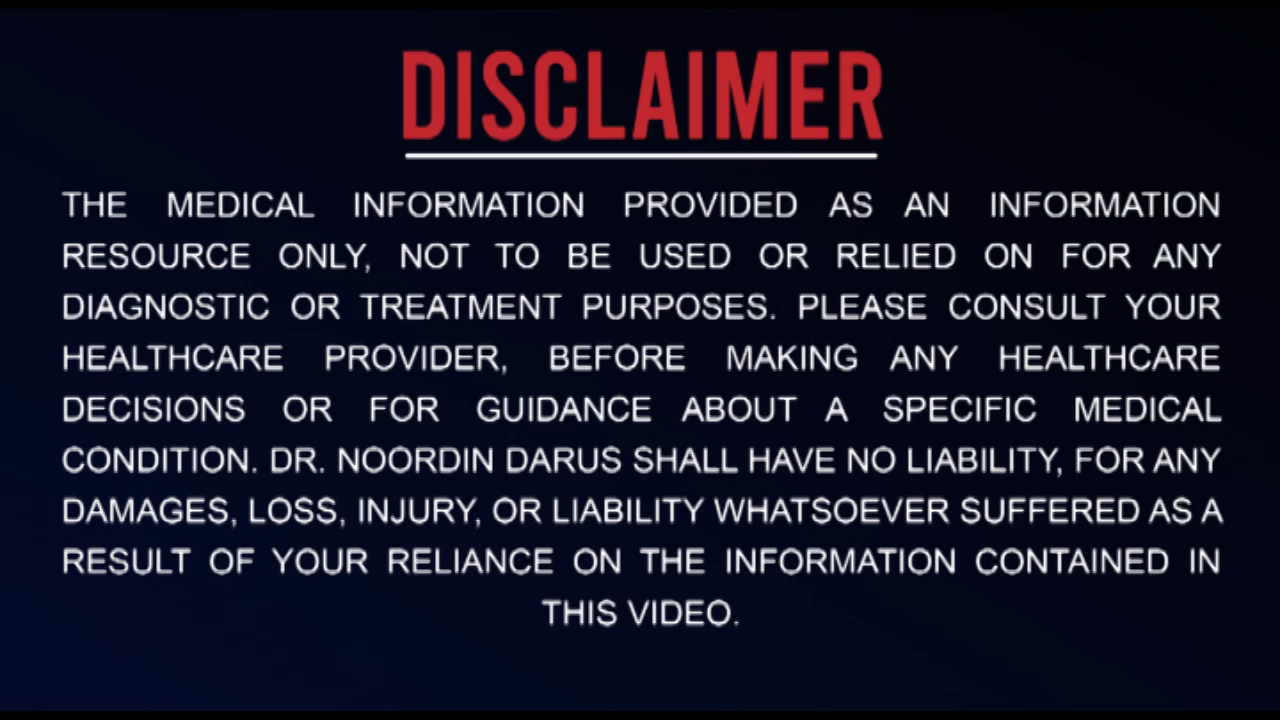 DISCLAIMER
THE MEDICAL INFORMATION PROVIDED AS AN INFORMATION
RESOURCE ONLY, NOT TO BE USED OR RELIED ON FOR ANY
DIAGNOSTIC OR TREATMENT PURPOSES. PLEASE CONSULT YOUR
HEALTHCARE PROVIDER, BEFORE MAKING ANY HEALTHCARE
DECISIONS OR FOR GUIDANCE ABOUT A SPECIFIC MEDICAL
CONDITION. DR. NOORDIN DARUS SHALL HAVE NO LIABILITY, FOR ANY
DAMAGES, LOSS, INJURY, OR LIABILITY WHATSOEVER SUFFERED AS A
RESULT OF YOUR RELIANCE ON THE INFORMATION CONTAINED IN
THIS VIDEO.